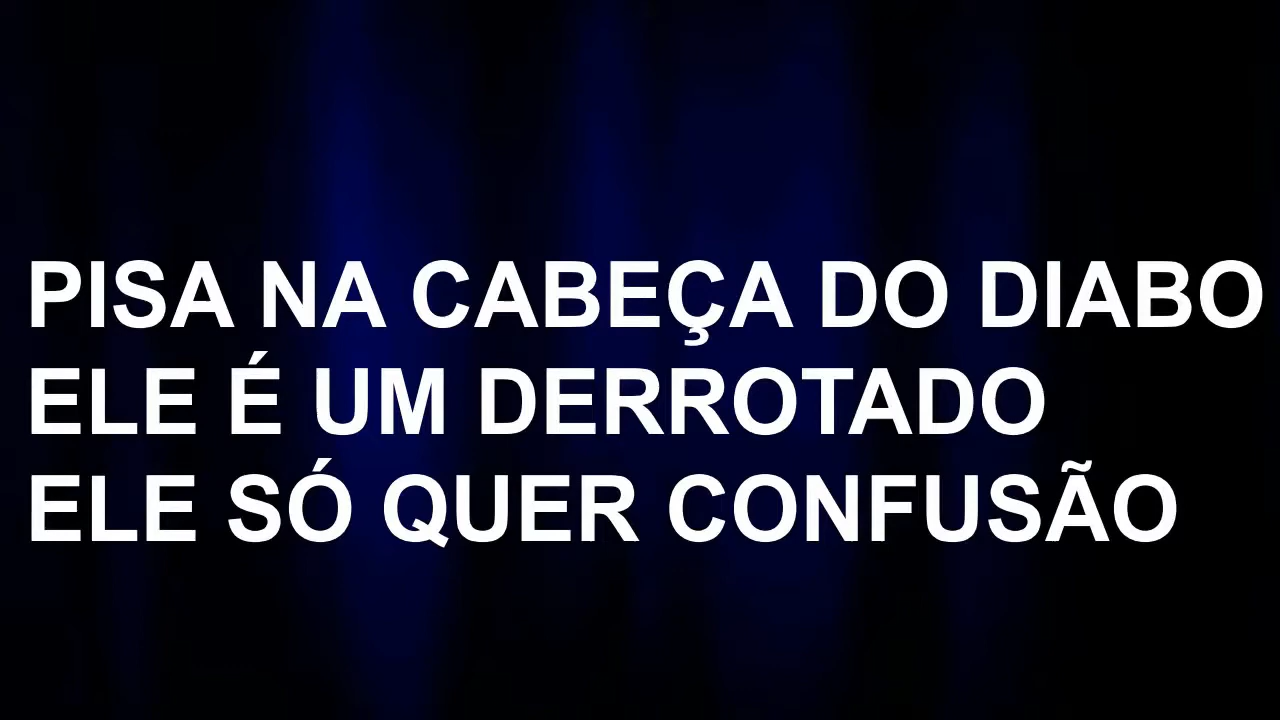 PISA NA CABEÇA DO DIABO
ELE É UM DERROTADO
ELE SÓ QUER CONFUSÃO